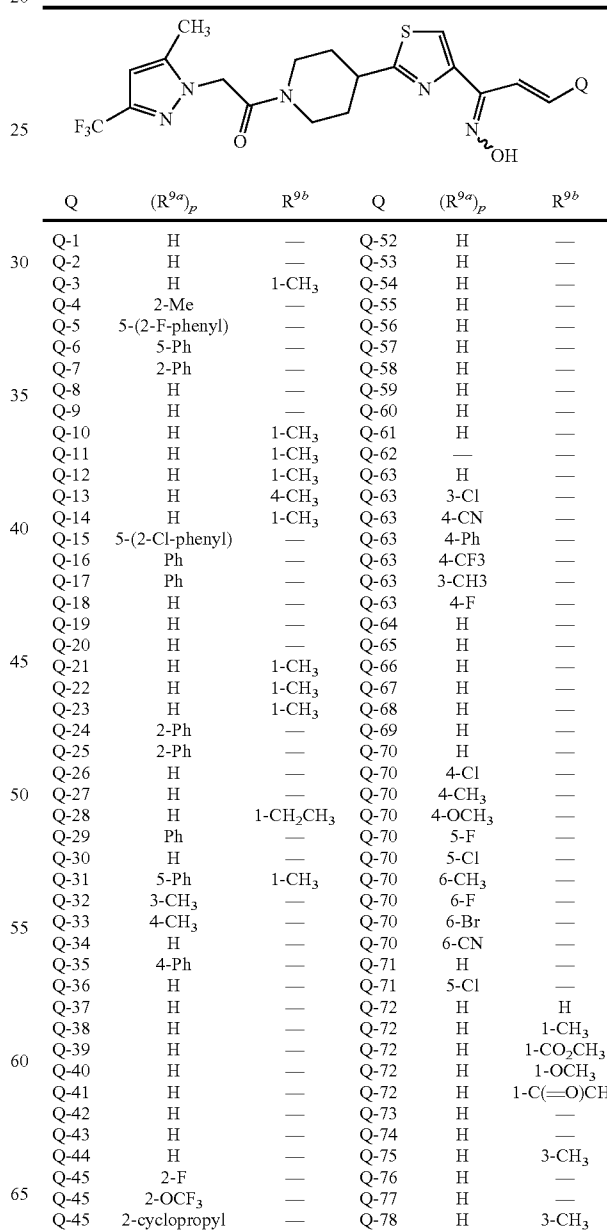 20
CH3
S
N
N
N
N
Q
F3C
O
N
OH
25
Q (R^9a)p R^9b Q (R^9a)p R^9b
Q-1 H — Q-52 H —
30 Q-2 H — Q-53 H —
Q-3 H 1-CH3 Q-54 H —
Q-4 2-Me — Q-55 H —
Q-5 5-(2-F-phenyl) — Q-56 H —
Q-6 5-Ph — Q-57 H —
Q-7 2-Ph — Q-58 H —
35 Q-8 H — Q-59 H —
Q-9 H — Q-60 H —
Q-10 H 1-CH3 Q-61 H —
Q-11 H 1-CH3 Q-62 — —
Q-12 H 1-CH3 Q-63 H —
Q-13 H 4-CH3 Q-63 3-Cl —
40 Q-14 H 1-CH3 Q-63 4-CN —
Q-15 5-(2-Cl-phenyl) — Q-63 4-Ph —
Q-16 Ph — Q-63 4-CF3 —
Q-17 Ph — Q-63 3-CH3 —
Q-18 H — Q-63 4-F —
Q-19 H — Q-64 H —
45 Q-20 H — Q-65 H —
Q-21 H 1-CH3 Q-66 H —
Q-22 H 1-CH3 Q-67 H —
Q-23 H 1-CH3 Q-68 H —
Q-24 2-Ph — Q-69 H —
Q-25 2-Ph — Q-70 H —
50 Q-26 H — Q-70 4-Cl —
Q-27 H — Q-70 4-CH3 —
Q-28 H 1-CH2CH3 Q-70 4-OCH3 —
Q-29 Ph — Q-70 5-F —
Q-30 H — Q-70 5-Cl —
Q-31 5-Ph 1-CH3 Q-70 6-CH3 —
Q-32 3-CH3 — Q-70 6-F —
55 Q-33 4-CH3 — Q-70 6-Br —
Q-34 H — Q-70 6-CN —
Q-35 4-Ph — Q-71 H —
Q-36 H — Q-71 5-Cl —
Q-37 H — Q-72 H H
Q-38 H — Q-72 H 1-CH3
60 Q-39 H — Q-72 H 1-CO2CH3
Q-40 H — Q-72 H 1-OCH3
Q-41 H — Q-72 H 1-C(=O)CH
Q-42 H — Q-73 H —
Q-43 H — Q-74 H —
Q-44 H — Q-75 H 3-CH3
Q-45 2-F — Q-76 H —
65 Q-45 2-OCF3 — Q-77 H —
Q-45 2-cyclopropyl — Q-78 H 3-CH3